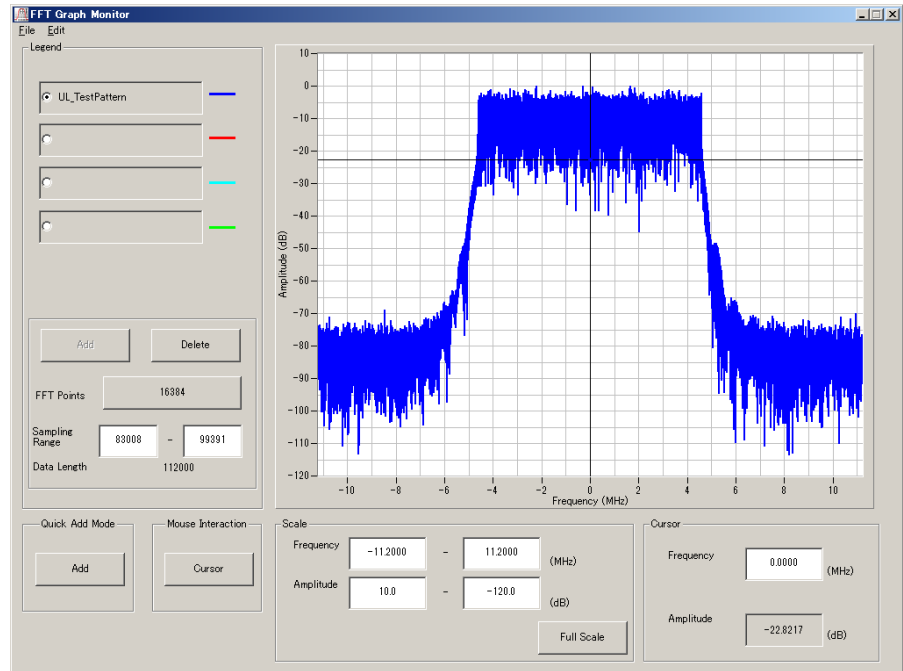 FFT Graph Monitor
File Edit
Legend
UL_TestPattern
Add Delete
FFT Points 16384
Sampling Range 83008 - 99391
Data Length 112000
Quick Add Mode
Add
Mouse Interaction
Cursor
10
0
-10
-20
-30
-40
-50
-60
-70
-80
-90
-100
-110
-120
Amplitude (dB)
-10 -8 -6 -4 -2 0 2 4 6 8 10
Frequency (MHz)
Scale
Frequency -11.2000 - 11.2000 (MHz)
Amplitude 10.0 - -120.0 (dB)
Full Scale
Cursor
Frequency 0.0000 (MHz)
Amplitude -22.8217 (dB)